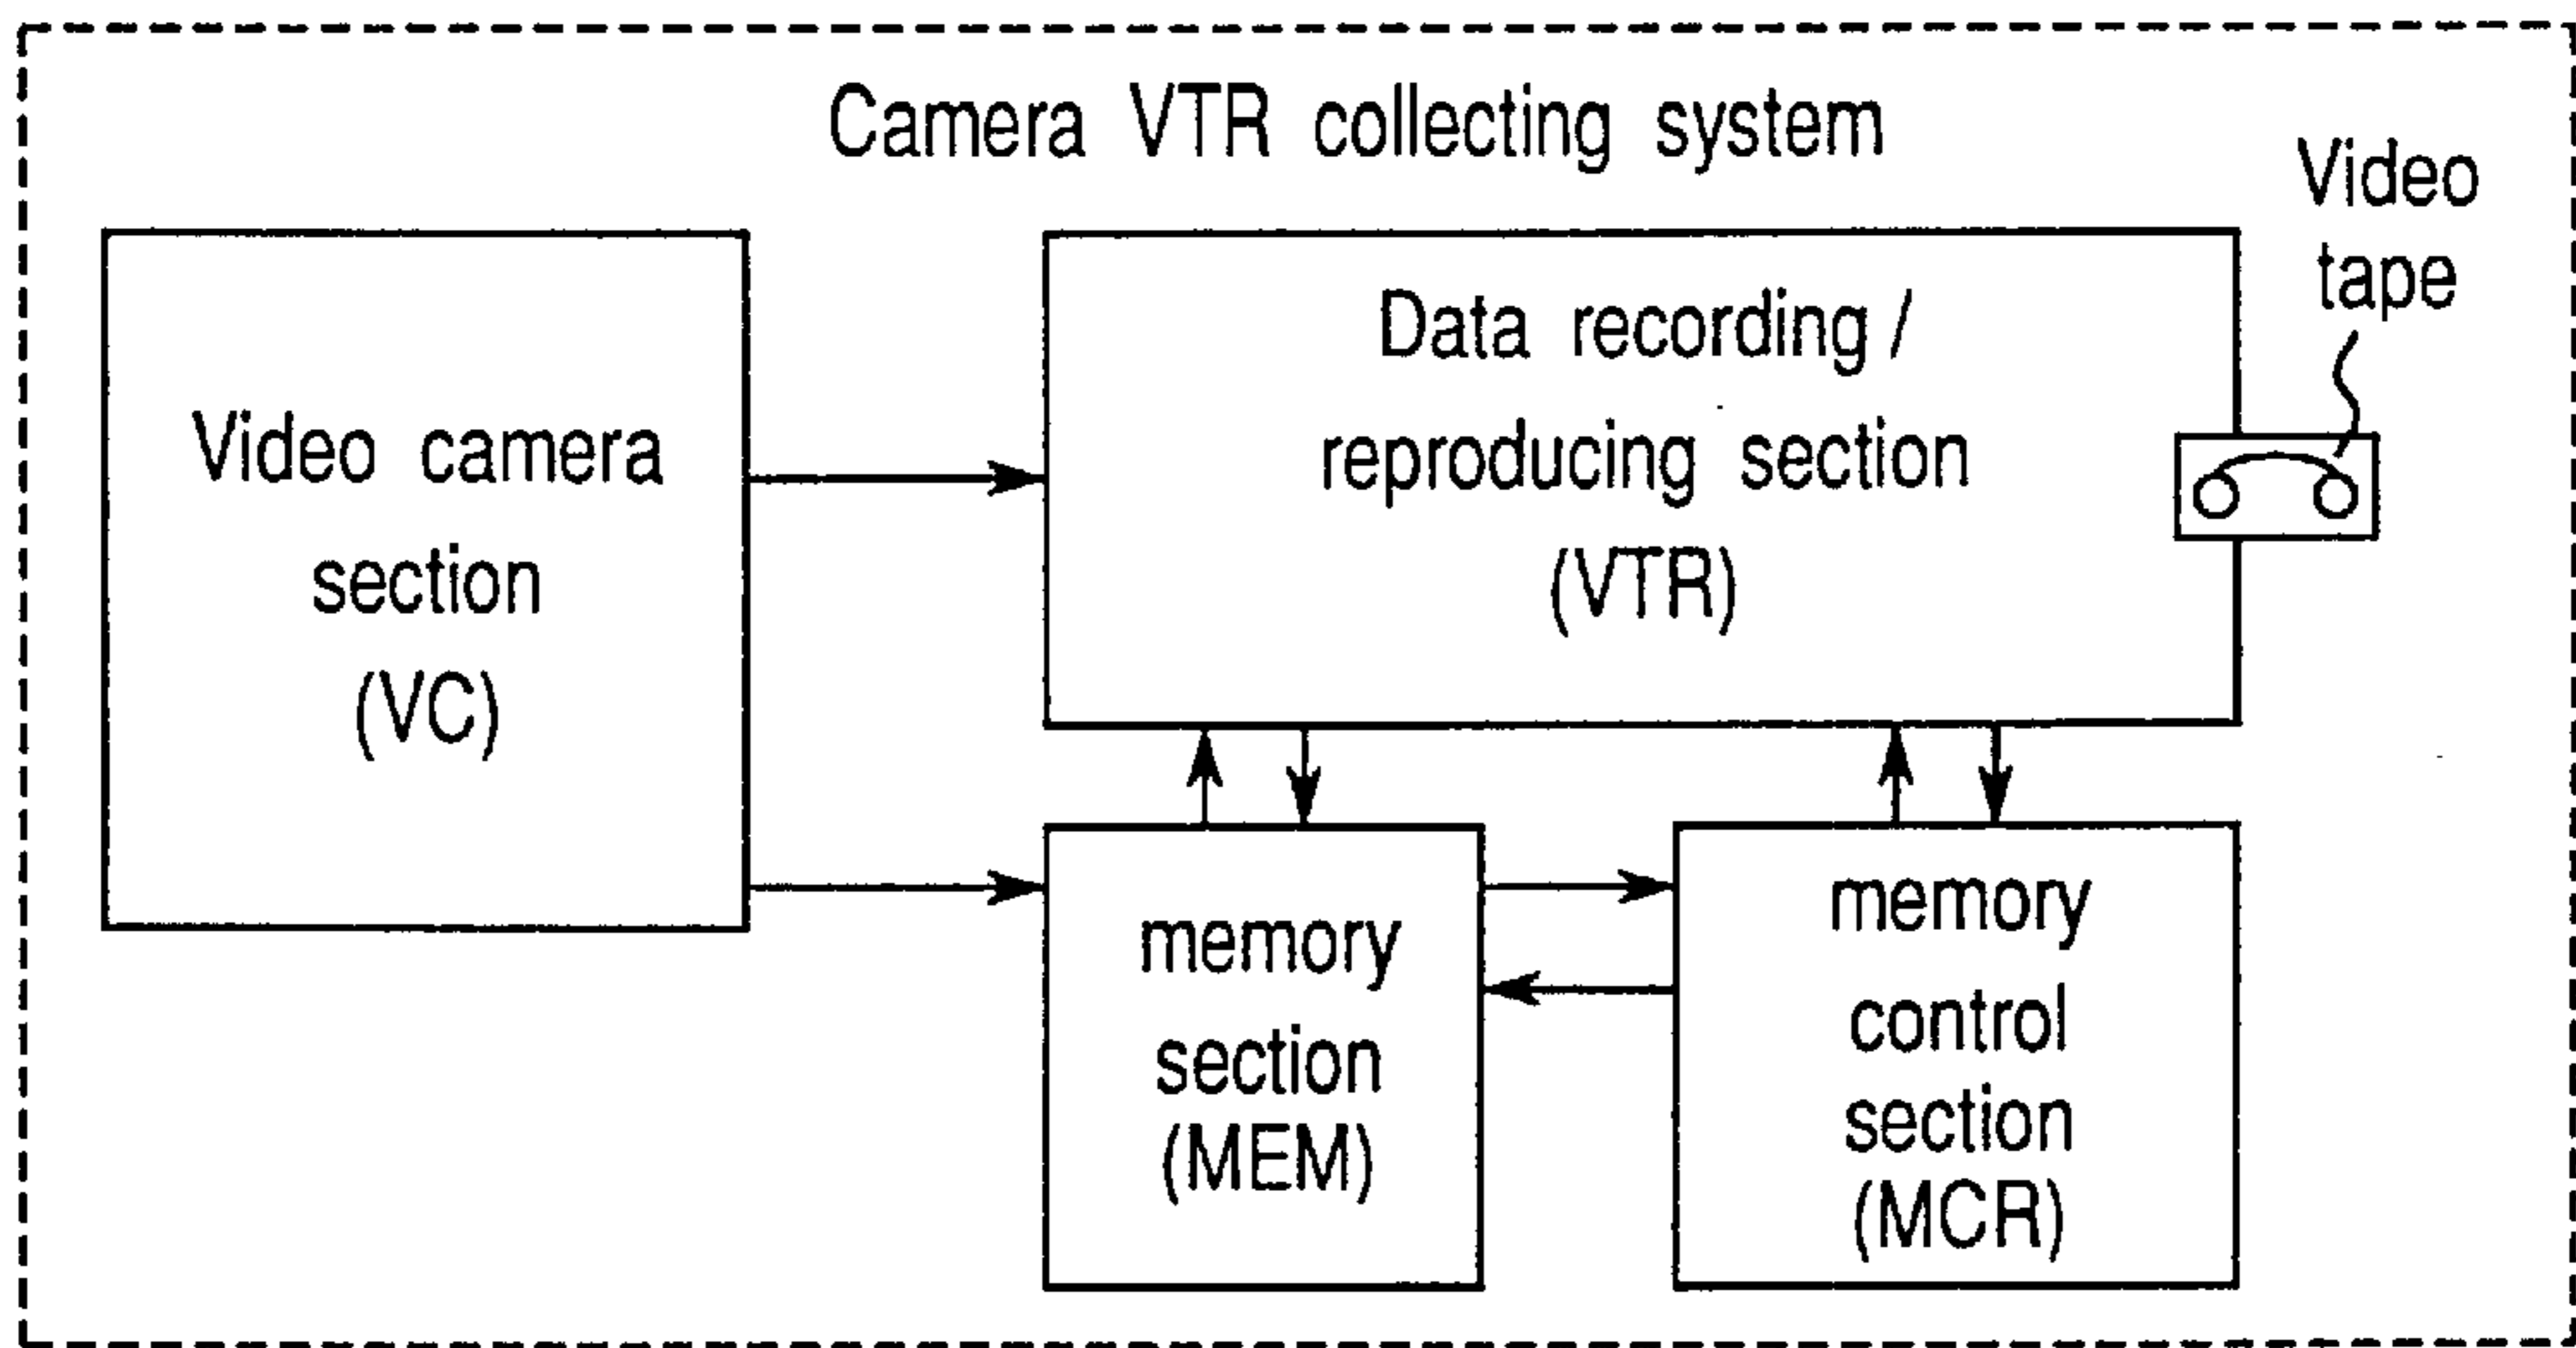 Camera VTR collecting system
Video
tape
Video camera
section
(VC)
Data recording /
reproducing section
(VTR)
memory
section
(MEM)
memory
control
section
(MCR)